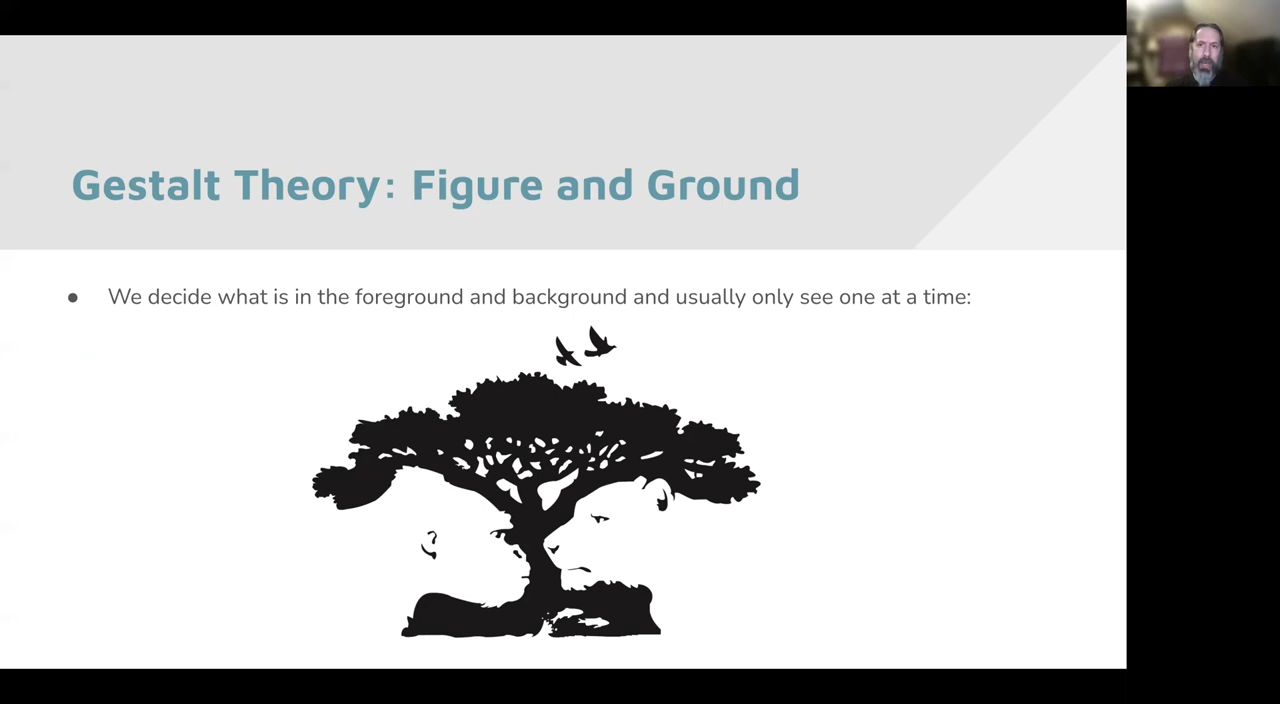 Gestalt Theory: Figure and Ground
● We decide what is in the foreground and background and usually only see one at a time: